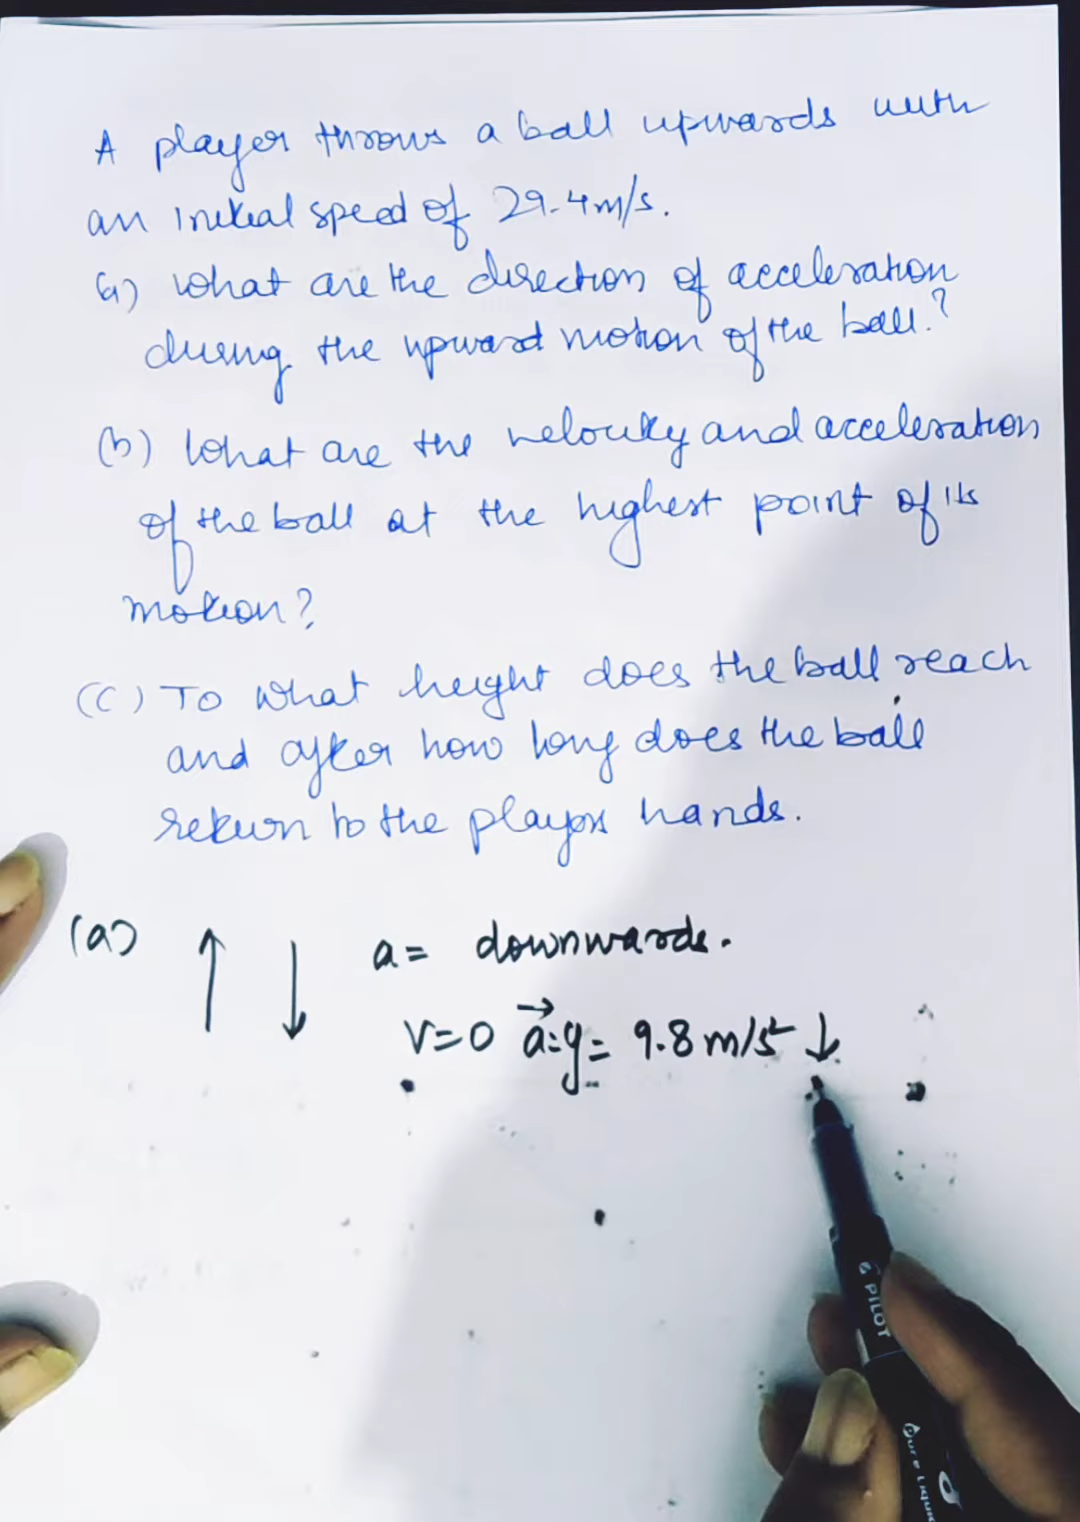 A player throws a ball upwards with
an initial speed of 29.4m/s.
(a) What are the direction of acceleration
during the upward motion of the ball.?
(b) What are the velocity and acceleration
of the ball at the highest point of its
motion?
(c) To what height does the ball reach
and after how long does the ball
return to the players hands.
(a) ↑ ↓ a = downwards.
V=0 a⃗=g= 9.8 m/s² ↓
PILOT
Pure Liquid